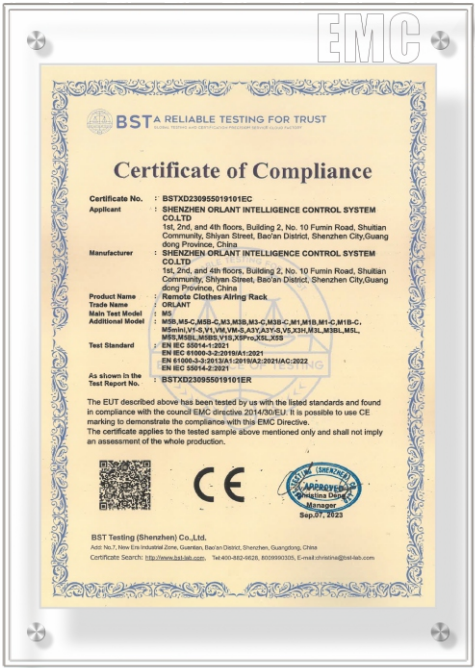 EMC
BST A RELIABLE TESTING FOR TRUST
Certificate of Compliance
Certificate No. : BSTXD230955019101EC
Applicant : SHENZHEN ORLANT INTELLIGENCE CONTROL SYSTEM
CO.LTD
1st, 2nd, and 4th floors, Building 2, No. 10 Fumin Road, Shuitian
Community, Shiyan Street, Bao'an District, Shenzhen City,Guang
dong Province, China
Manufacturer : SHENZHEN ORLANT INTELLIGENCE CONTROL SYSTEM
CO.LTD
1st, 2nd, and 4th floors, Building 2, No. 10 Fumin Road, Shuitian
Community, Shiyan Street, Bao'an District, Shenzhen City,Guang
dong Province, China
Product Name : Remote Clothes Airing Rack
Trade Name : ORLANT
Main Test Model : M5
Additional Model : M5B,M5-C,M5B-C,M3,M3B,M3-C,M3B-C,M1,M1B,M1-C,M1B-C,
M5mini,V1-S,V1,VM,VM-S,A3Y,A3Y-S,V5,X3H,M3L,M3BL,M5L,
M5S,M5BL,M5BS,V1S,X5Pro,X5L,X5S
Test Standard : EN IEC 55014-1:2021
EN IEC 61000-3-2:2019/A1:2021
EN 61000-3-3:2013/A1:2019/A2:2021/AC:2022
EN IEC 55014-2:2021
As shown in the
Test Report No. : BSTXD230955019101ER
The EUT described above has been tested by us with the listed standards and found
in compliance with the council EMC directive 2014/30/EU. It is possible to use CE
marking to demonstrate the compliance with this EMC Directive.
The certificate applies to the tested sample above mentioned only and shall not imply
an assessment of the whole production.
CE
APPROVED
Christina Deng
Manager
Sep.07, 2023
BST Testing (Shenzhen) Co.,Ltd.
Add: No.7, New Era Industrial Zone, Guantian, Bao'an District, Shenzhen, Guangdong, China
Certificate Search: http://www.bst-lab.com, Tel:400-882-9628, 8009990305, E-mail:christina@bst-lab.com